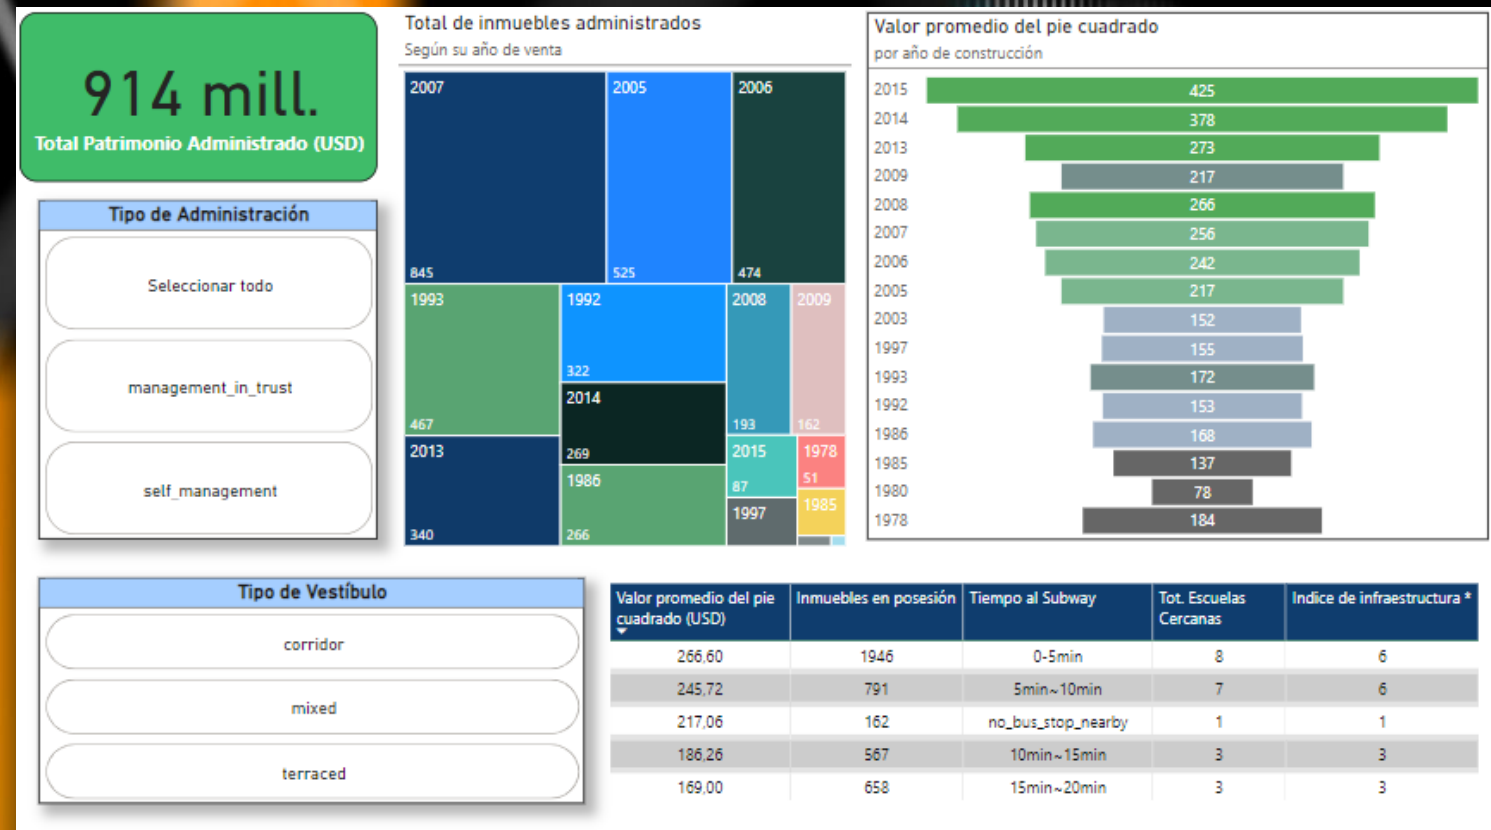 914 mill.
Total Patrimonio Administrado (USD)
Tipo de Administración
Seleccionar todo
management_in_trust
self_management
Total de inmuebles administrados
Según su año de venta
2007
845
2005
525
2006
474
1993
467
1992
322
2008
193
2009
162
2014
269
2013
340
1986
266
2015
87
1978
51
1997
1985
Valor promedio del pie cuadrado
por año de construcción
2015 425
2014 378
2013 273
2009 217
2008 266
2007 256
2006 242
2005 217
2003 152
1997 155
1993 172
1992 153
1986 168
1985 137
1980 78
1978 184
Tipo de Vestíbulo
corridor
mixed
terraced
Valor promedio del pie cuadrado (USD) Inmuebles en posesión Tiempo al Subway Tot. Escuelas Cercanas Indice de infraestructura *
266,60 1946 0-5min 8 6
245,72 791 5min~10min 7 6
217,06 162 no_bus_stop_nearby 1 1
186,26 567 10min~15min 3 3
169,00 658 15min~20min 3 3